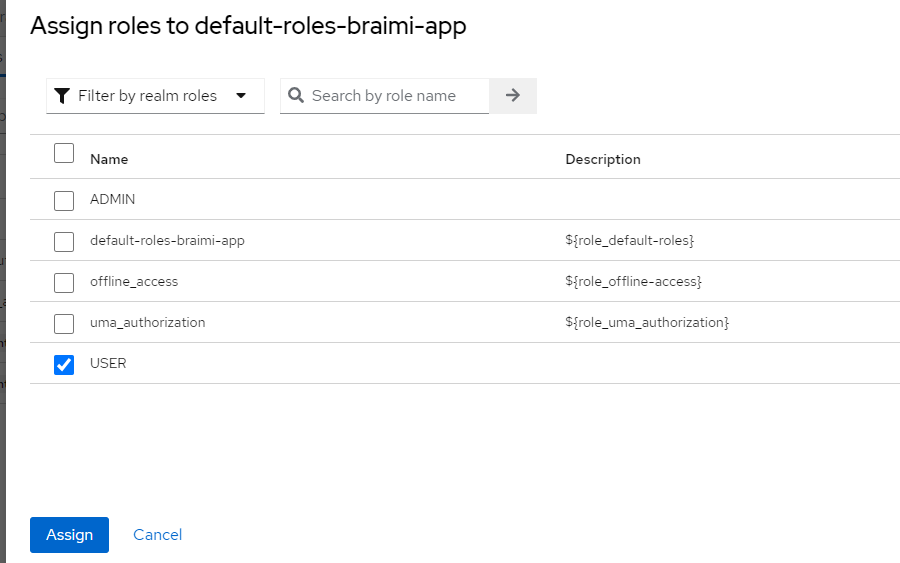 Assign roles to default-roles-braimi-app
Filter by realm roles
Search by role name
Name Description
ADMIN
default-roles-braimi-app ${role_default-roles}
offline_access ${role_offline-access}
uma_authorization ${role_uma_authorization}
USER
Assign Cancel